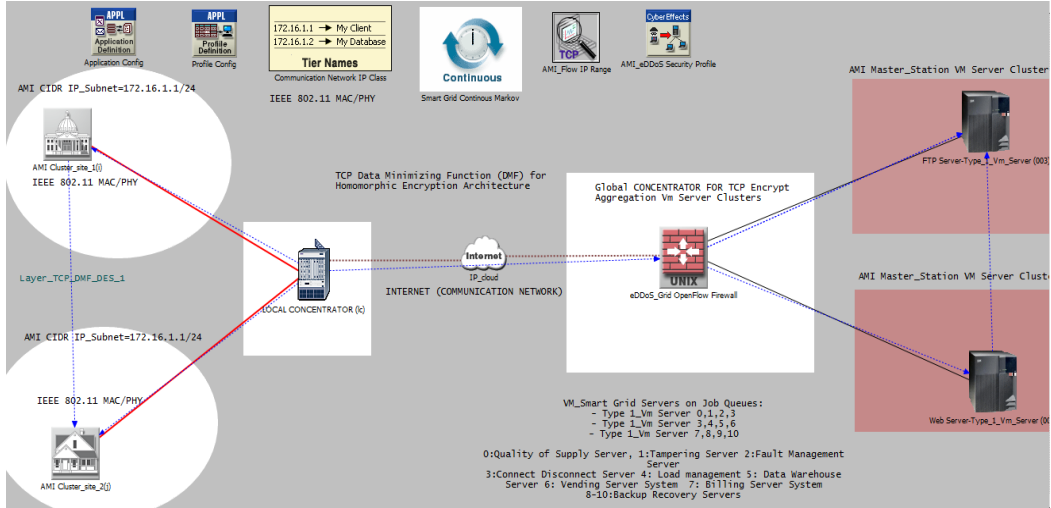 APPL
Application
Definition
Application Config
APPL
Profile
Definition
Profile Config
172.16.1.1 → My Client
172.16.1.2 → My Database
Tier Names
Communication Network IP Class
IEEE 802.11 MAC/PHY
Continuous
Smart Grid Continous Markov
TCP
AMI_Flow IP Range
CyberEffects
AMI_eDDoS Security Profile
AMI Master_Station VM Server Cluster
FTP Server-Type_1_Vm_Server (003)
AMI CIDR IP_Subnet=172.16.1.1/24
AMI Cluster_site_1(i)
IEEE 802.11 MAC/PHY
TCP Data Minimizing Function (DMF) for
Homomorphic Encryption Architecture
Global CONCENTRATOR FOR TCP Encrypt
Aggregation Vm Server Clusters
Internet
IP_cloud
INTERNET (COMMUNICATION NETWORK)
UNIX
eDDoS_Grid OpenFlow Firewall
LOCAL CONCENTRATOR (lc)
Layer_TCP_DMF_DES_1
AMI Master_Station VM Server Cluste
Web Server-Type_1_Vm_Server (00
AMI CIDR IP_Subnet=172.16.1.1/24
IEEE 802.11 MAC/PHY
AMI Cluster_site_2(j)
VM_Smart Grid Servers on Job Queues:
- Type 1_Vm Server 0,1,2,3
- Type 1_Vm Server 3,4,5,6
- Type 1_Vm Server 7,8,9,10
0:Quality of Supply Server, 1:Tampering Server 2:Fault Management
Server
3:Connect Disconnect Server 4: Load management 5: Data Warehouse
Server 6: Vending Server System 7: Billing Server System
8-10:Backup Recovery Servers